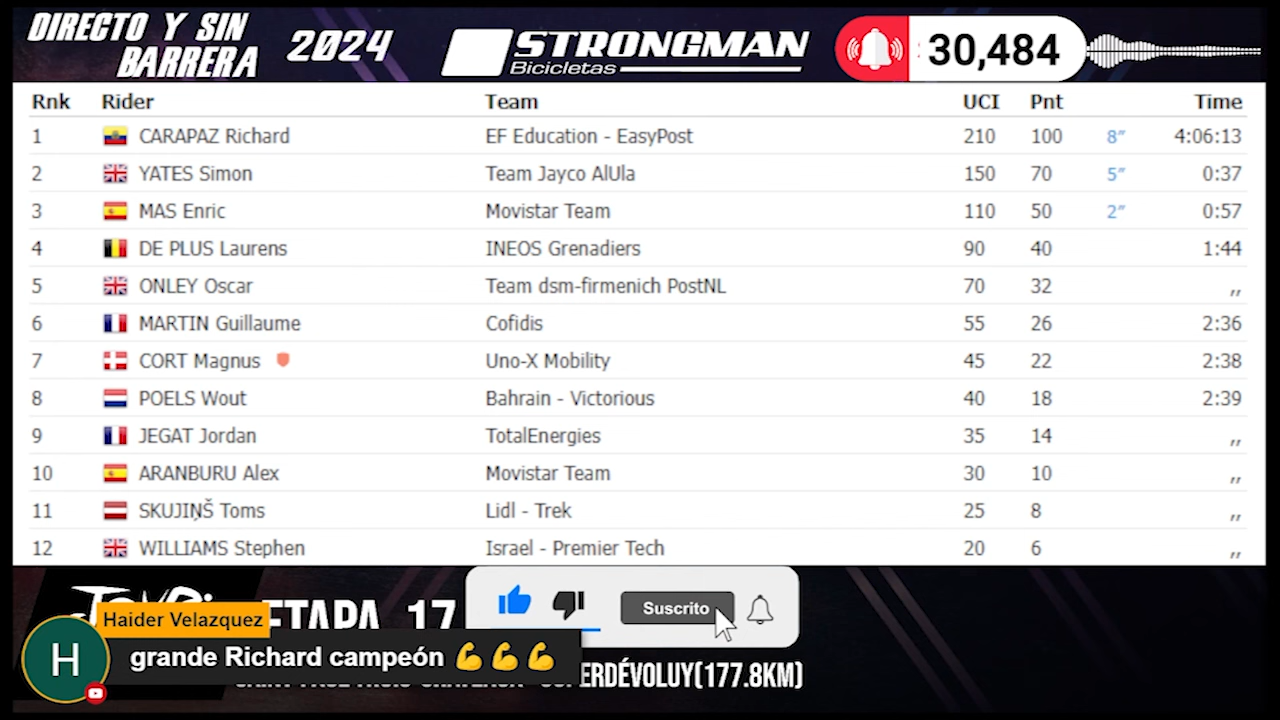 DIRECTO Y SIN BARRERA 2024
STRONGMAN
Bicicletas
30,484
Rnk Rider Team UCI Pnt Time
1 CARAPAZ Richard EF Education - EasyPost 210 100 8″ 4:06:13
2 YATES Simon Team Jayco AlUla 150 70 5″ 0:37
3 MAS Enric Movistar Team 110 50 2″ 0:57
4 DE PLUS Laurens INEOS Grenadiers 90 40 1:44
5 ONLEY Oscar Team dsm-firmenich PostNL 70 32 ,,
6 MARTIN Guillaume Cofidis 55 26 2:36
7 CORT Magnus Uno-X Mobility 45 22 2:38
8 POELS Wout Bahrain - Victorious 40 18 2:39
9 JEGAT Jordan TotalEnergies 35 14 ,,
10 ARANBURU Alex Movistar Team 30 10 ,,
11 SKUJIŅŠ Toms Lidl - Trek 25 8 ,,
12 WILLIAMS Stephen Israel - Premier Tech 20 6 ,,
ETAPA 17
Suscrito
Haider Velazquez
H
grande Richard campeón 💪💪💪
(177.8KM)